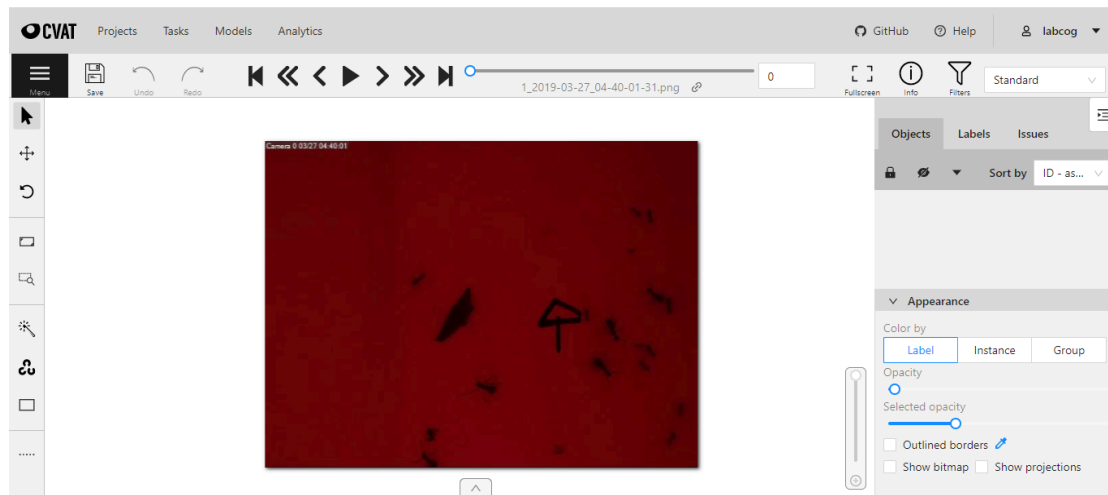 CVAT Projects Tasks Models Analytics GitHub Help labcog
Menu Save Undo Redo 1_2019-03-27_04-40-01-31.png 0 Fullscreen Info Filters Standard
Camera 0 03/27 04:40:01
Objects Labels Issues
Sort by ID - as...
Appearance
Color by
Label Instance Group
Opacity
Selected opacity
Outlined borders
Show bitmap Show projections